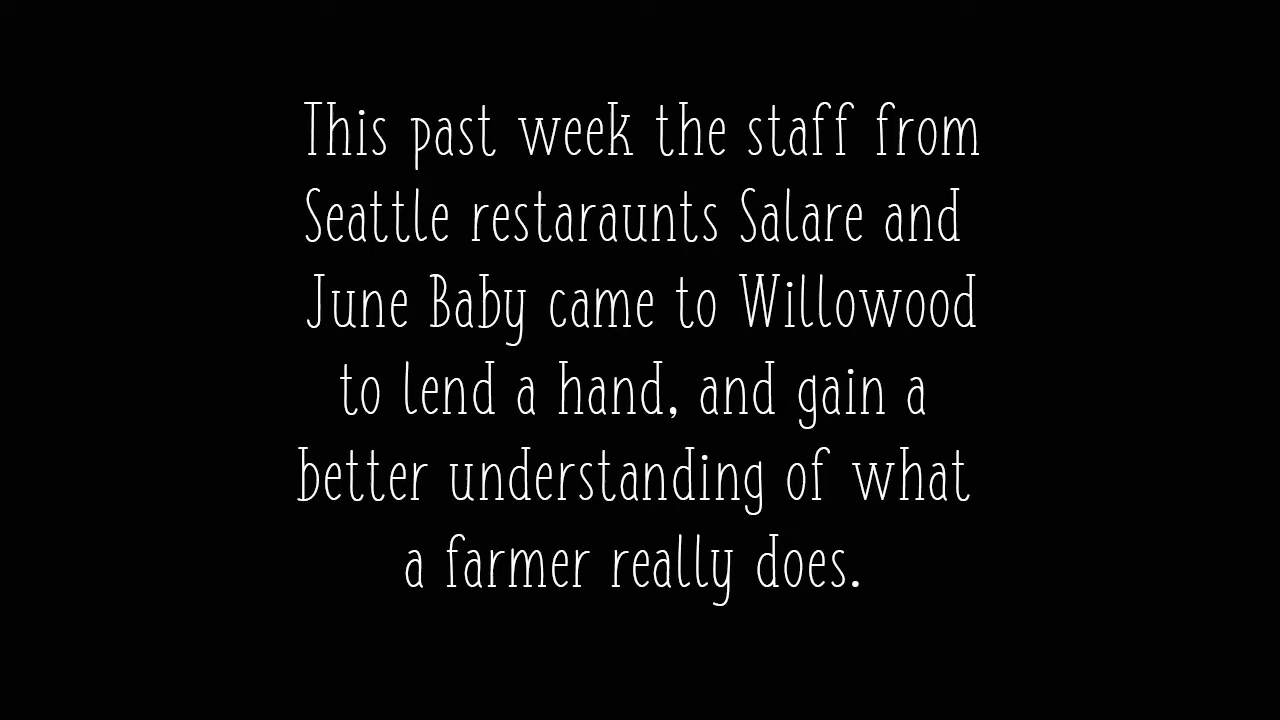 This past week the staff from
Seattle restaraunts Salare and
June Baby came to Willowood
to lend a hand, and gain a
better understanding of what
a farmer really does.